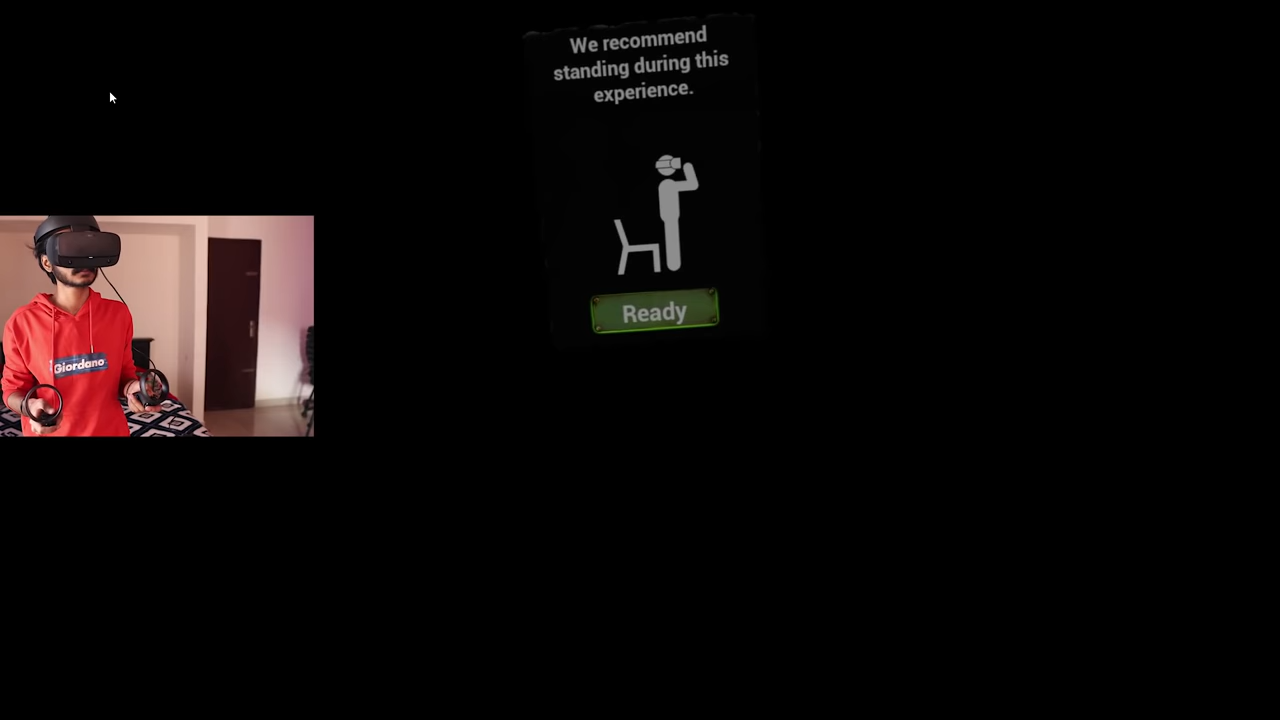 We recommend
standing during this
experience.
Ready
Giordano